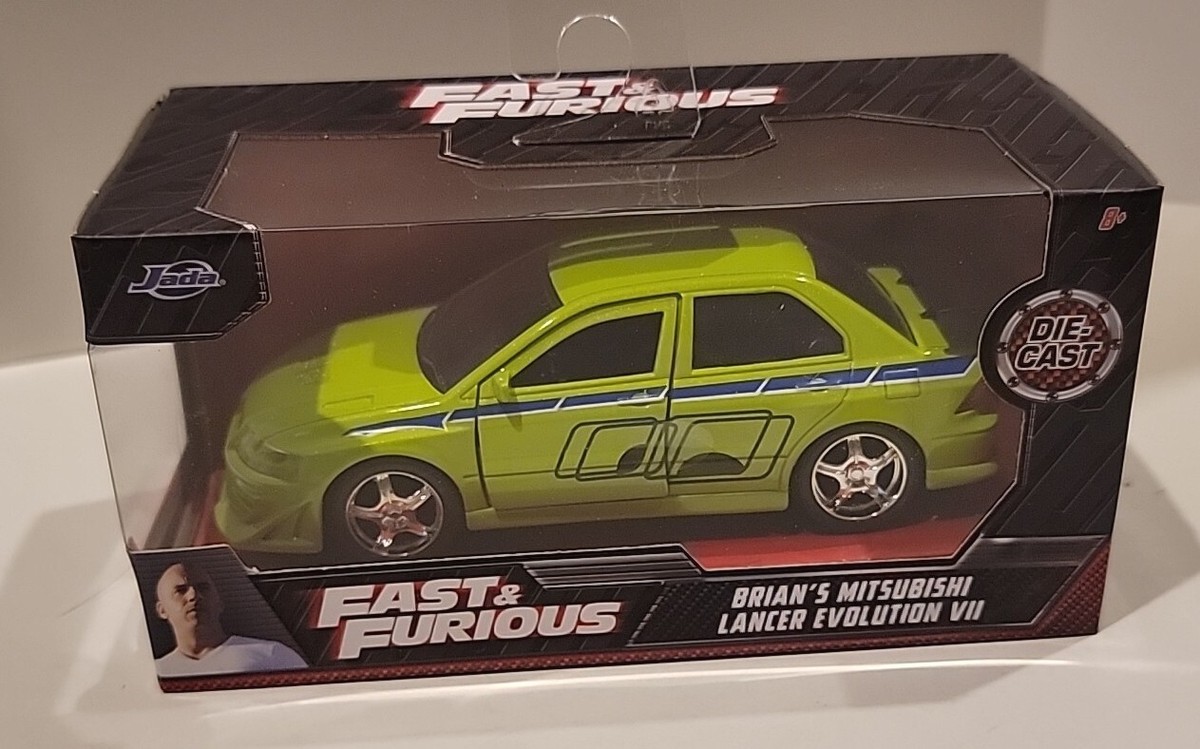 FAST &
FURIOUS
Jada
8+
DIE-
CAST
FAST &
FURIOUS
BRIAN'S MITSUBISHI
LANCER EVOLUTION VII